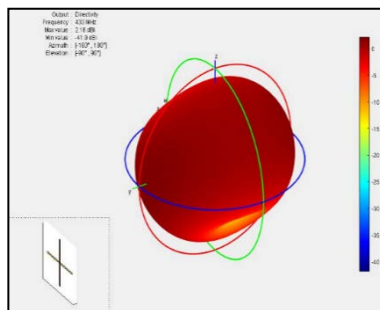 Output : Directivity
Frequency : 433 MHz
Max value : 2.18 dBi
Min value : -41.9 dBi
Azimuth : [-180°, 180°]
Elevation : [-90°, 90°]
z
y
0
-5
-10
-15
-20
-25
-30
-35
-40